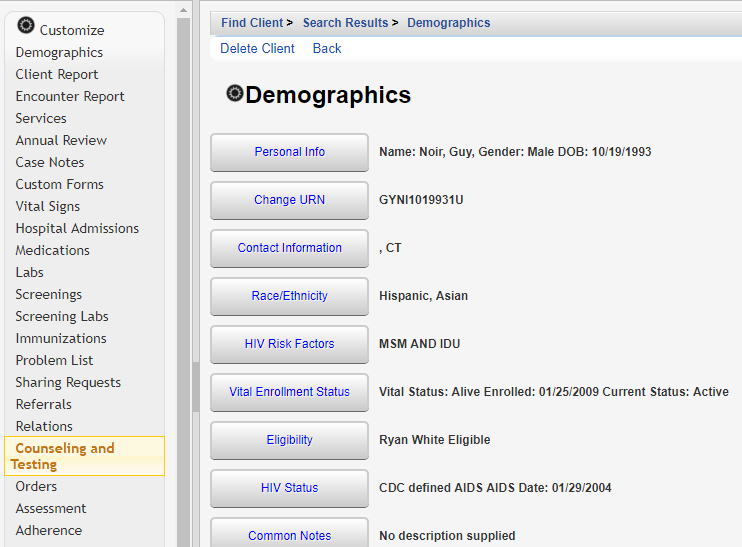 Customize
Demographics
Client Report
Encounter Report
Services
Annual Review
Case Notes
Custom Forms
Vital Signs
Hospital Admissions
Medications
Labs
Screenings
Screening Labs
Immunizations
Problem List
Sharing Requests
Referrals
Relations
Counseling and
Testing
Orders
Assessment
Adherence
Find Client > Search Results > Demographics
Delete Client Back
Demographics
Personal Info Name: Noir, Guy, Gender: Male DOB: 10/19/1993
Change URN GYNI1019931U
Contact Information , CT
Race/Ethnicity Hispanic, Asian
HIV Risk Factors MSM AND IDU
Vital Enrollment Status Vital Status: Alive Enrolled: 01/25/2009 Current Status: Active
Eligibility Ryan White Eligible
HIV Status CDC defined AIDS AIDS Date: 01/29/2004
Common Notes No description supplied